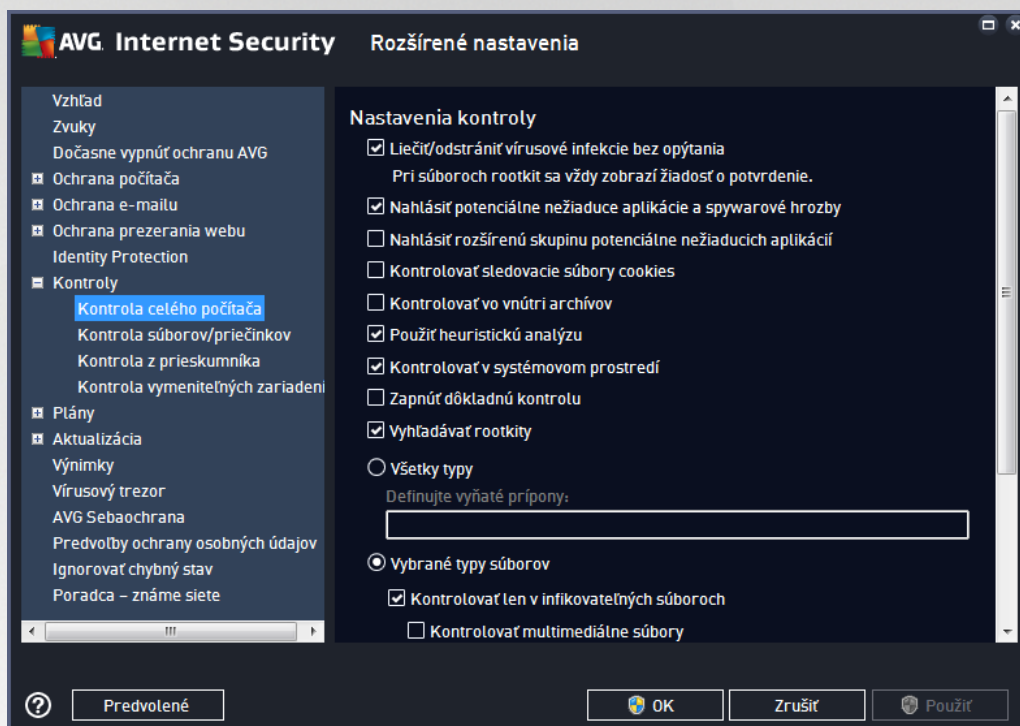 AVG. Internet Security Rozšírené nastavenia
Vzhľad
Zvuky
Dočasne vypnúť ochranu AVG
Ochrana počítača
Ochrana e-mailu
Ochrana prezerania webu
Identity Protection
Kontroly
Kontrola celého počítača
Kontrola súborov/priečinkov
Kontrola z prieskumníka
Kontrola vymeniteľných zariadení
Plány
Aktualizácia
Výnimky
Vírusový trezor
AVG Sebaochrana
Predvoľby ochrany osobných údajov
Ignorovať chybný stav
Poradca – známe siete
Nastavenia kontroly
Liečiť/odstrániť vírusové infekcie bez opýtania
Pri súboroch rootkit sa vždy zobrazí žiadosť o potvrdenie.
Nahlásiť potenciálne nežiaduce aplikácie a spywarové hrozby
Nahlásiť rozšírenú skupinu potenciálne nežiaducich aplikácií
Kontrolovať sledovacie súbory cookies
Kontrolovať vo vnútri archívov
Použiť heuristickú analýzu
Kontrolovať v systémovom prostredí
Zapnúť dôkladnú kontrolu
Vyhľadávať rootkity
Všetky typy
Definujte vyňaté prípony:
Vybrané typy súborov
Kontrolovať len v infikovateľných súboroch
Kontrolovať multimediálne súbory
? Predvolené OK Zrušiť Použiť